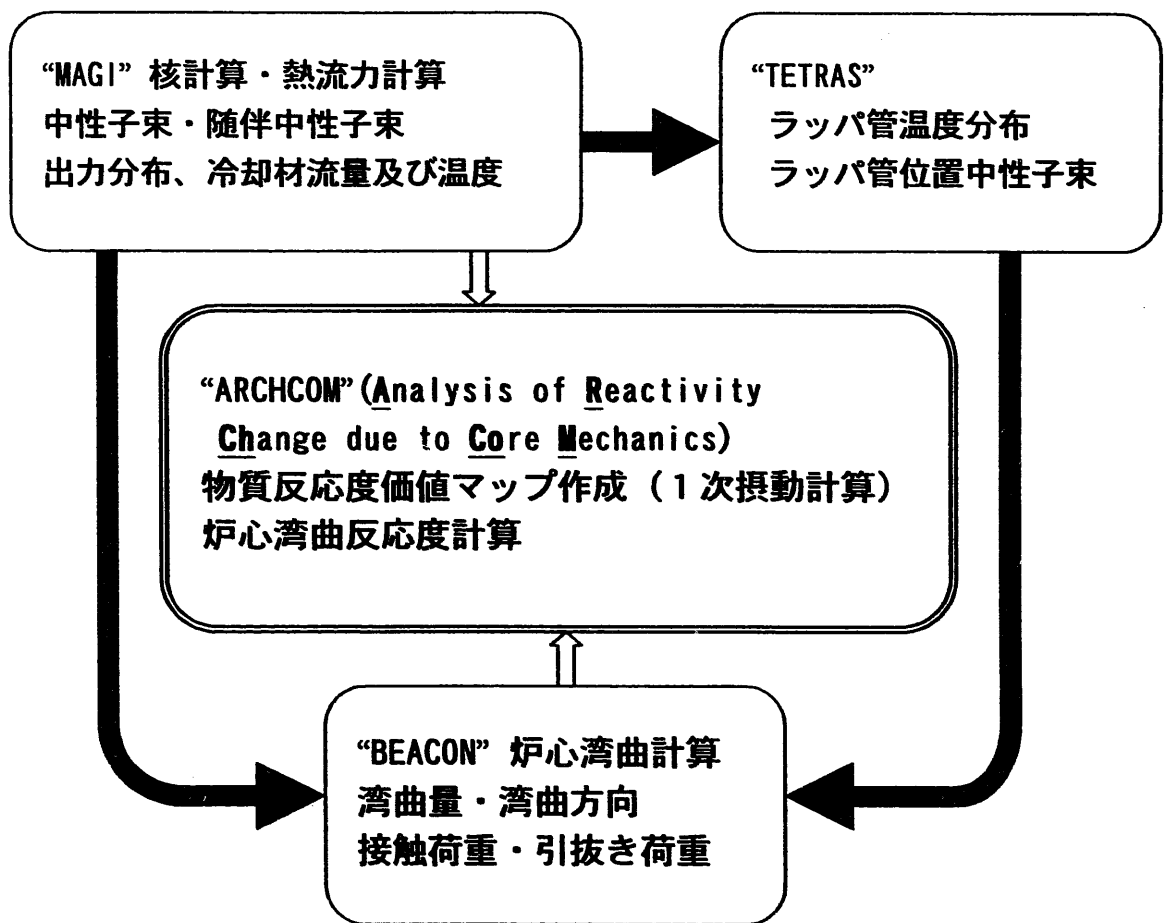 “MAGI” 核計算・熱流力計算
中性子束・随伴中性子束
出力分布、冷却材流量及び温度
“TETRAS”
ラッパ管温度分布
ラッパ管位置中性子束
“ARCHCOM”(Analysis of Reactivity
Change due to Core Mechanics)
物質反応度価値マップ作成（1次摂動計算）
炉心湾曲反応度計算
“BEACON” 炉心湾曲計算
湾曲量・湾曲方向
接触荷重・引抜き荷重